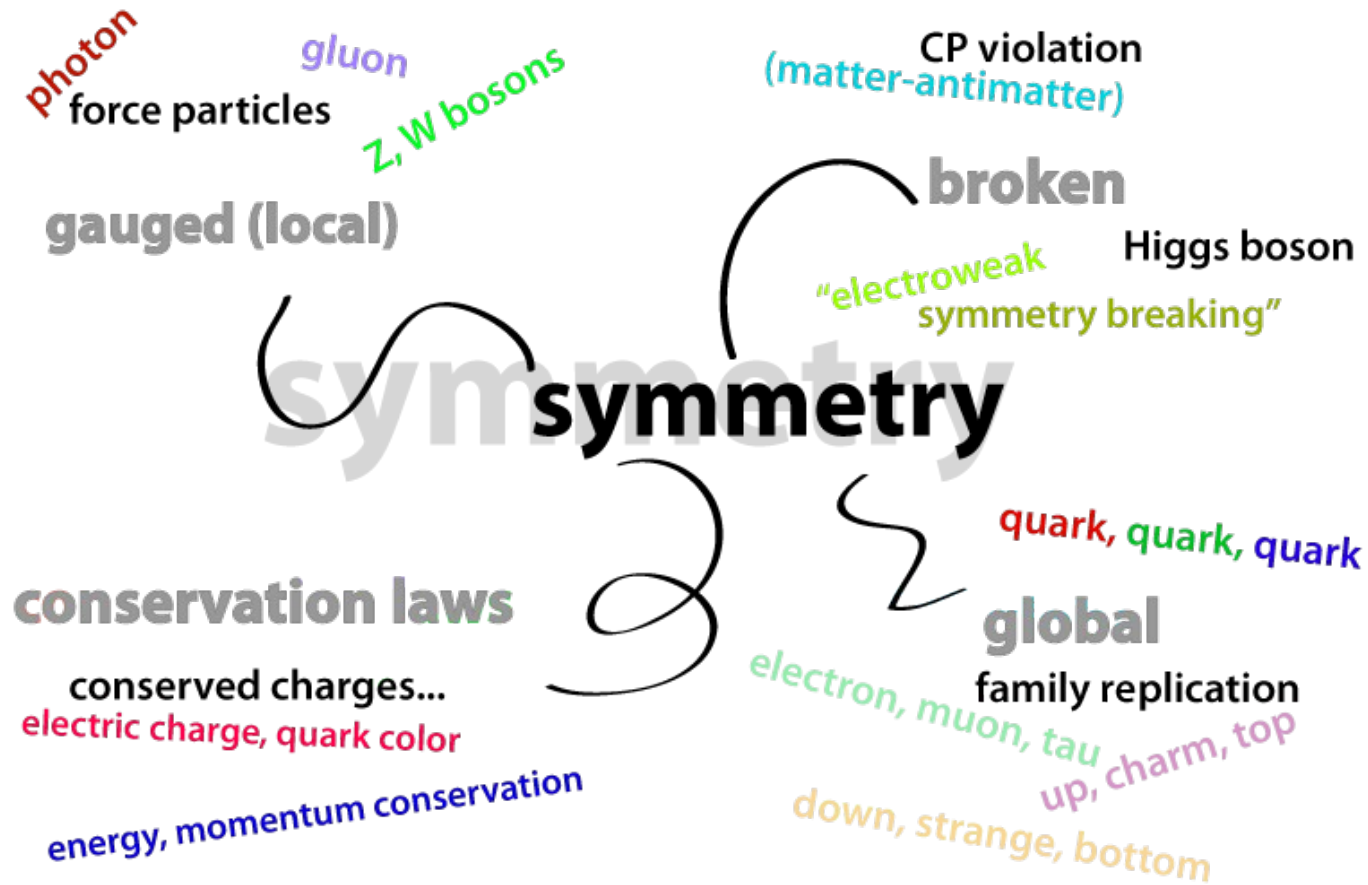 photon
gluon
force particles
Z, W bosons
gauged (local)
CP violation
(matter-antimatter)
broken
Higgs boson
“electroweak
symmetry breaking”
symmetry
symmetry
conservation laws
conserved charges...
electric charge, quark color
energy, momentum conservation
quark, quark, quark
global
family replication
electron, muon, tau
up, charm, top
down, strange, bottom